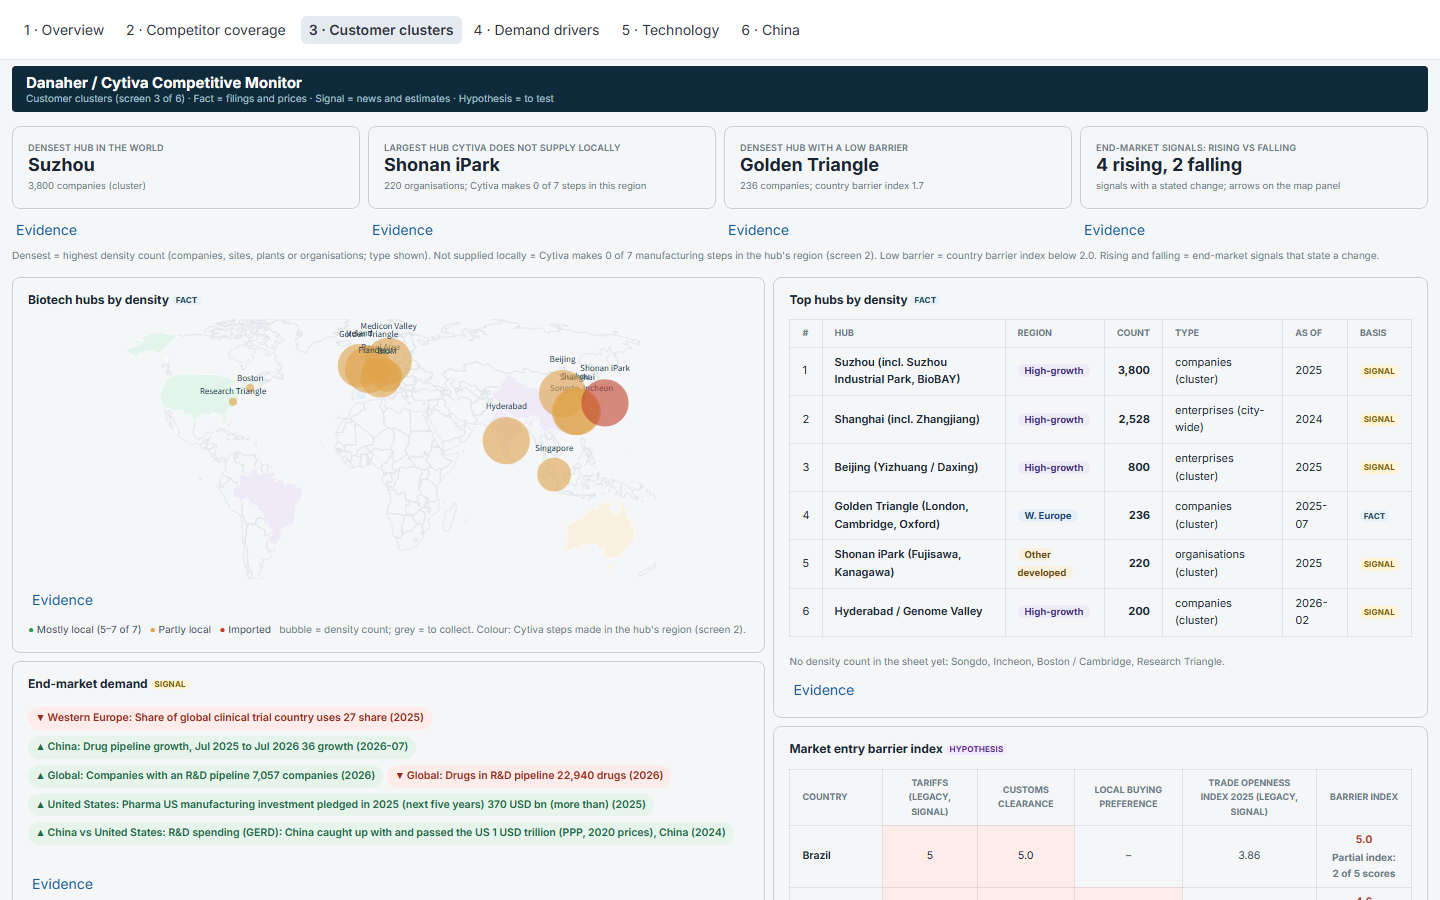 1 · Overview
2 · Competitor coverage
3 · Customer clusters
4 · Demand drivers
5 · Technology
6 · China
Danaher / Cytiva Competitive Monitor
Customer clusters (screen 3 of 6) · Fact = filings and prices · Signal = news and estimates · Hypothesis = to test
DENSEST HUB IN THE WORLD
Suzhou
3,800 companies (cluster)
LARGEST HUB CYTIVA DOES NOT SUPPLY LOCALLY
Shonan iPark
220 organisations; Cytiva makes 0 of 7 steps in this region
DENSEST HUB WITH A LOW BARRIER
Golden Triangle
236 companies; country barrier index 1.7
END-MARKET SIGNALS: RISING VS FALLING
4 rising, 2 falling
signals with a stated change; arrows on the map panel
Evidence
Evidence
Evidence
Evidence
Densest = highest density count (companies, sites, plants or organisations; type shown). Not supplied locally = Cytiva makes 0 of 7 manufacturing steps in the hub's region (screen 2). Low barrier = country barrier index below 2.0. Rising and falling = end-market signals that state a change.
Biotech hubs by density FACT
Medicon Valley
Golden Triangle
Boston
Research Triangle
Beijing
Shonan iPark
Songdo, Incheon
Hyderabad
Singapore
Evidence
● Mostly local (5–7 of 7) ● Partly local ● Imported bubble = density count; grey = to collect. Colour: Cytiva steps made in the hub's region (screen 2).
End-market demand SIGNAL
▼ Western Europe: Share of global clinical trial country uses 27 share (2025)
▲ China: Drug pipeline growth, Jul 2025 to Jul 2026 36 growth (2026-07)
▲ Global: Companies with an R&D pipeline 7,057 companies (2026)
▼ Global: Drugs in R&D pipeline 22,940 drugs (2026)
▲ United States: Pharma US manufacturing investment pledged in 2025 (next five years) 370 USD bn (more than) (2025)
▲ China vs United States: R&D spending (GERD): China caught up with and passed the US 1 USD trillion (PPP, 2020 prices), China (2024)
Evidence
Top hubs by density FACT
# HUB REGION COUNT TYPE AS OF BASIS
1 Suzhou (incl. Suzhou Industrial Park, BioBAY) High-growth 3,800 companies (cluster) 2025 SIGNAL
2 Shanghai (incl. Zhangjiang) High-growth 2,528 enterprises (city-wide) 2024 SIGNAL
3 Beijing (Yizhuang / Daxing) High-growth 800 enterprises (cluster) 2025 SIGNAL
4 Golden Triangle (London, Cambridge, Oxford) W. Europe 236 companies (cluster) 2025-07 FACT
5 Shonan iPark (Fujisawa, Kanagawa) Other developed 220 organisations (cluster) 2025 SIGNAL
6 Hyderabad / Genome Valley High-growth 200 companies (cluster) 2026-02 SIGNAL
No density count in the sheet yet: Songdo, Incheon, Boston / Cambridge, Research Triangle.
Evidence
Market entry barrier index HYPOTHESIS
COUNTRY TARIFFS (LEGACY, SIGNAL) CUSTOMS CLEARANCE LOCAL BUYING PREFERENCE TRADE OPENNESS INDEX 2025 (LEGACY, SIGNAL) BARRIER INDEX
Brazil 5 5.0 – 3.86 5.0
Partial index: 2 of 5 scores